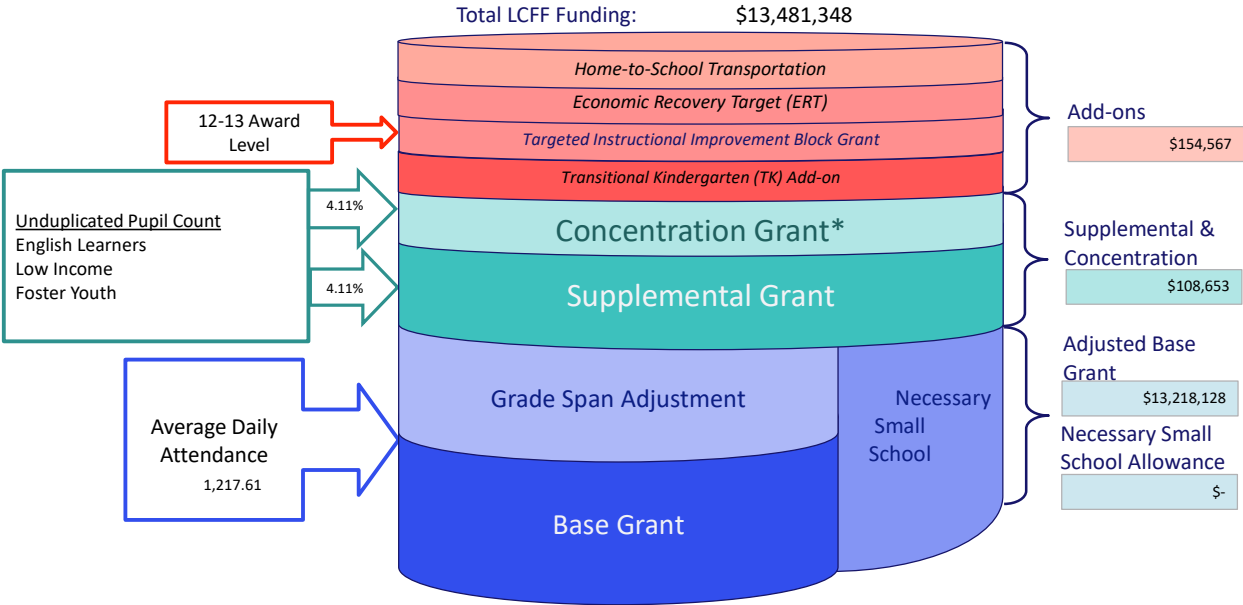 Total LCFF Funding: $13,481,348
Home-to-School Transportation
Economic Recovery Target (ERT)
Targeted Instructional Improvement Block Grant
Transitional Kindergarten (TK) Add-on
Concentration Grant*
Supplemental Grant
Grade Span Adjustment
Base Grant
Necessary
Small
School
12-13 Award
Level
Unduplicated Pupil Count
English Learners
Low Income
Foster Youth
4.11%
4.11%
Average Daily
Attendance
1,217.61
Add-ons
$154,567
Supplemental &
Concentration
$108,653
Adjusted Base
Grant
$13,218,128
Necessary Small
School Allowance
$-